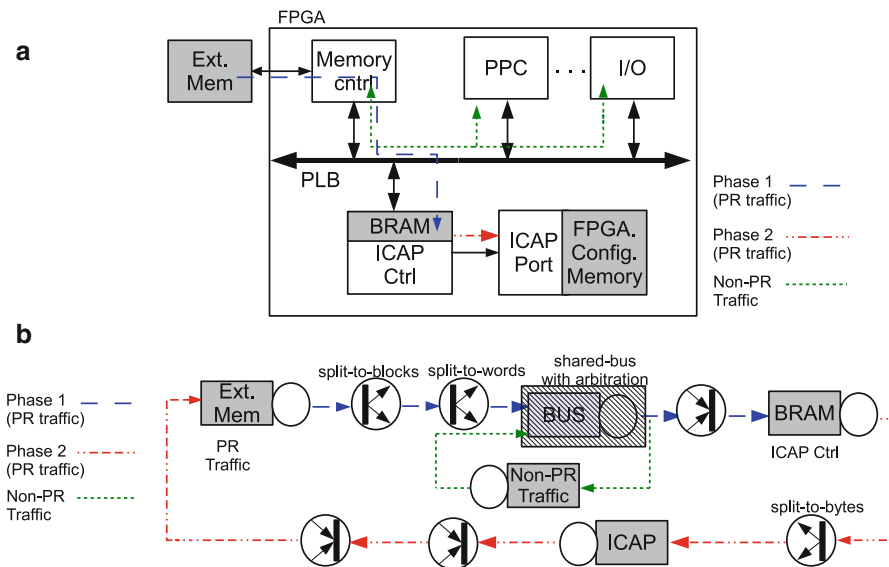 a
FPGA
Ext.
Mem
Memory
cntrl
PPC
...
I/O
PLB
BRAM
ICAP
Ctrl
ICAP
Port
FPGA.
Config.
Memory
Phase 1
(PR traffic)
Phase 2
(PR traffic)
Non-PR
Traffic
b
Phase 1
(PR traffic)
Phase 2
(PR traffic)
Non-PR
Traffic
Ext.
Mem
PR
Traffic
split-to-blocks
split-to-words
shared-bus
with arbitration
BUS
BRAM
ICAP Ctrl
Non-PR
Traffic
split-to-bytes
ICAP